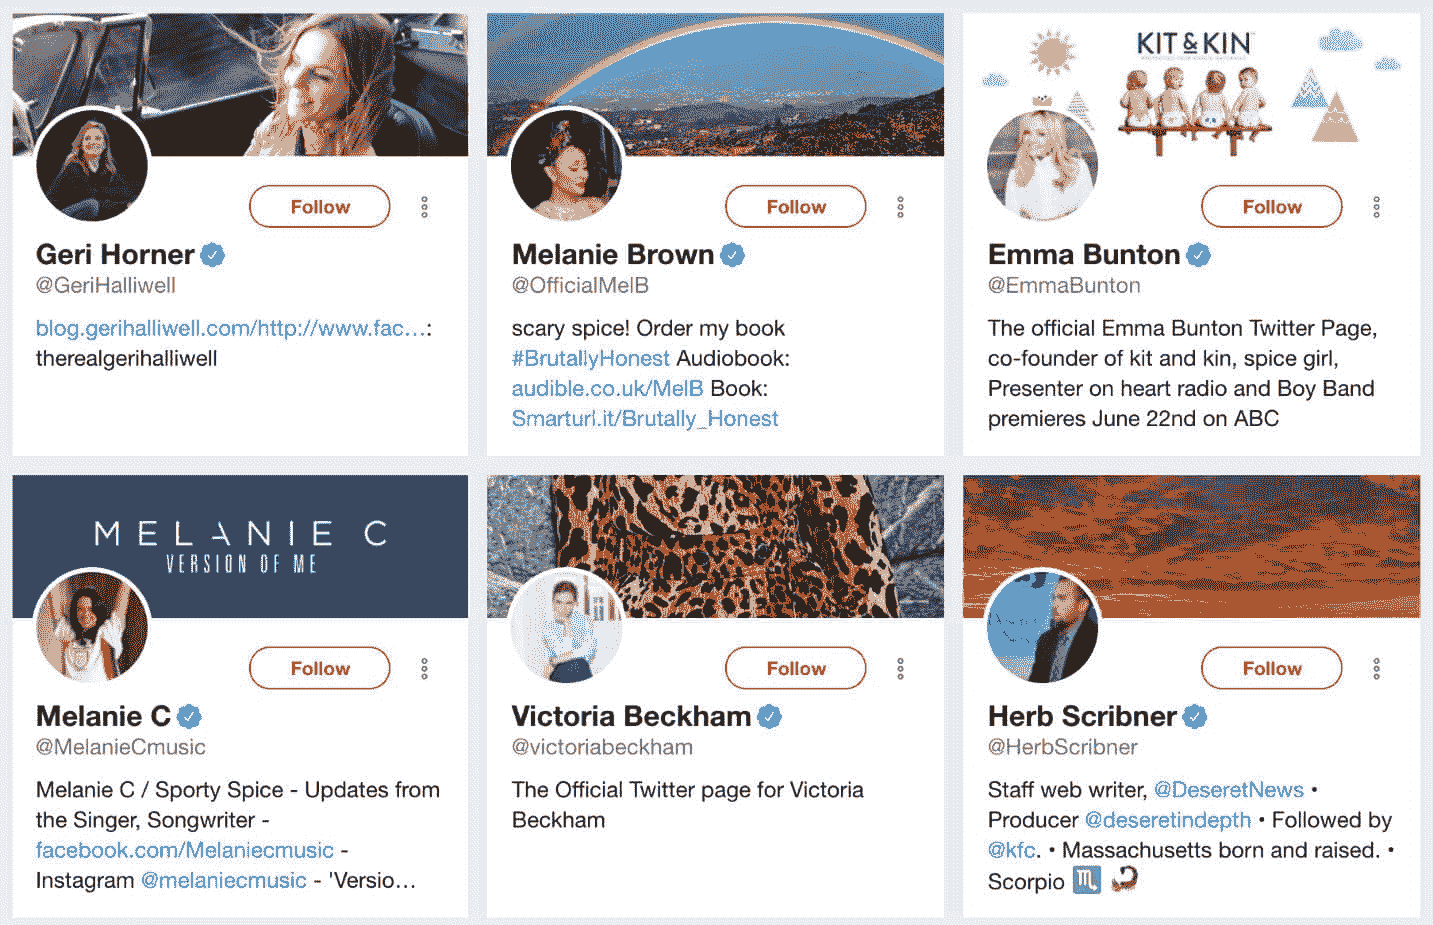 Follow
Geri Horner
@GeriHalliwell
blog.gerihalliwell.com/http://www.fac…:
therealgerihalliwell
Follow
Melanie Brown
@OfficialMelB
scary spice! Order my book
#BrutallyHonest Audiobook:
audible.co.uk/MelB Book:
Smarturl.it/Brutally_Honest
KIT & KIN
Follow
Emma Bunton
@EmmaBunton
The official Emma Bunton Twitter Page,
co-founder of kit and kin, spice girl,
Presenter on heart radio and Boy Band
premieres June 22nd on ABC
MELANIE C
VERSION OF ME
Follow
Melanie C
@MelanieCmusic
Melanie C / Sporty Spice - Updates from
the Singer, Songwriter -
facebook.com/Melaniecmusic -
Instagram @melaniecmusic - 'Versio…
Follow
Victoria Beckham
@victoriabeckham
The Official Twitter page for Victoria
Beckham
Follow
Herb Scribner
@HerbScribner
Staff web writer, @DeseretNews •
Producer @deseretindepth • Followed by
@kfc. • Massachusetts born and raised. •
Scorpio ♏ 🦂